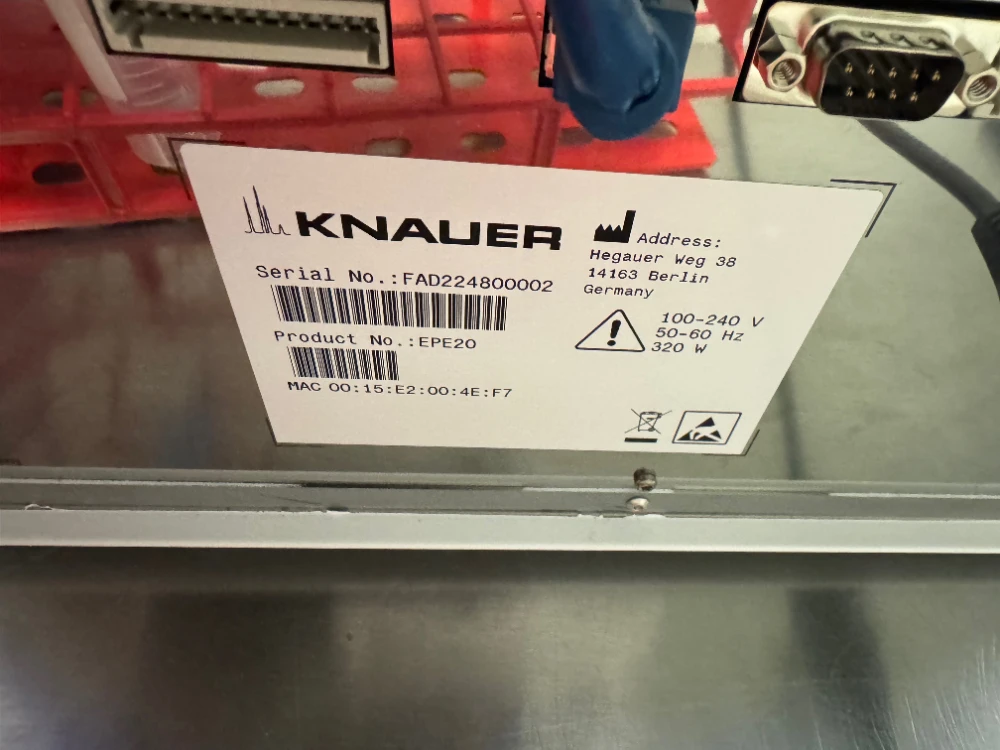 KNAUER
Serial No.:FAD224800002
Product No.:EPE20
MAC 00:15:E2:00:4E:F7
Address:
Hegauer Weg 38
14163 Berlin
Germany
100-240 V
50-60 Hz
320 W